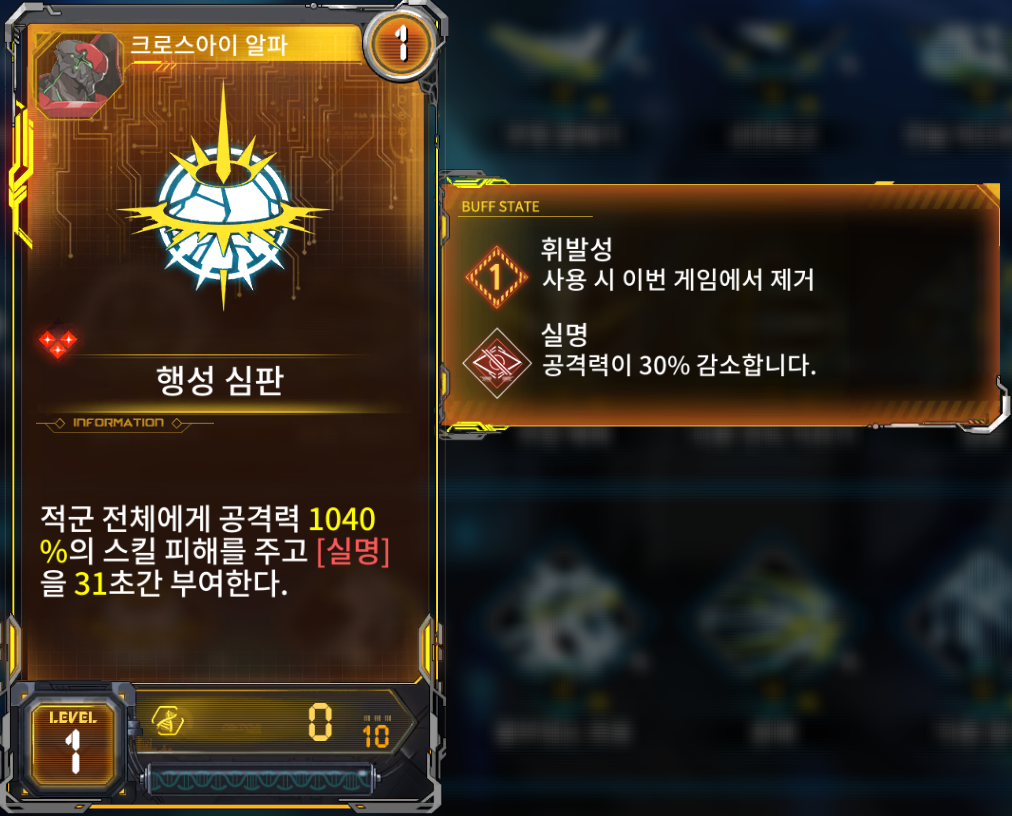 크로스아이 알파
1
행성 심판
INFORMATION
적군 전체에게 공격력 1040
%의 스킬 피해를 주고 [실명]
을 31초간 부여한다.
LEVEL
1
0
10
BUFF STATE
1
휘발성
사용 시 이번 게임에서 제거
실명
공격력이 30% 감소합니다.